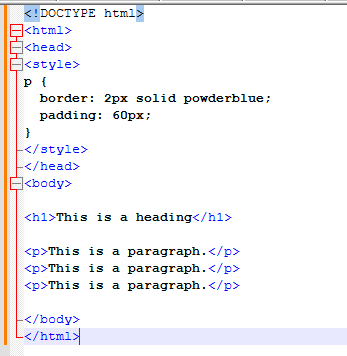 <!DOCTYPE html>
<html>
<head>
<style>
p {
  border: 2px solid powderblue;
  padding: 60px;
}
</style>
</head>
<body>

<h1>This is a heading</h1>

<p>This is a paragraph.</p>
<p>This is a paragraph.</p>
<p>This is a paragraph.</p>

</body>
</html>